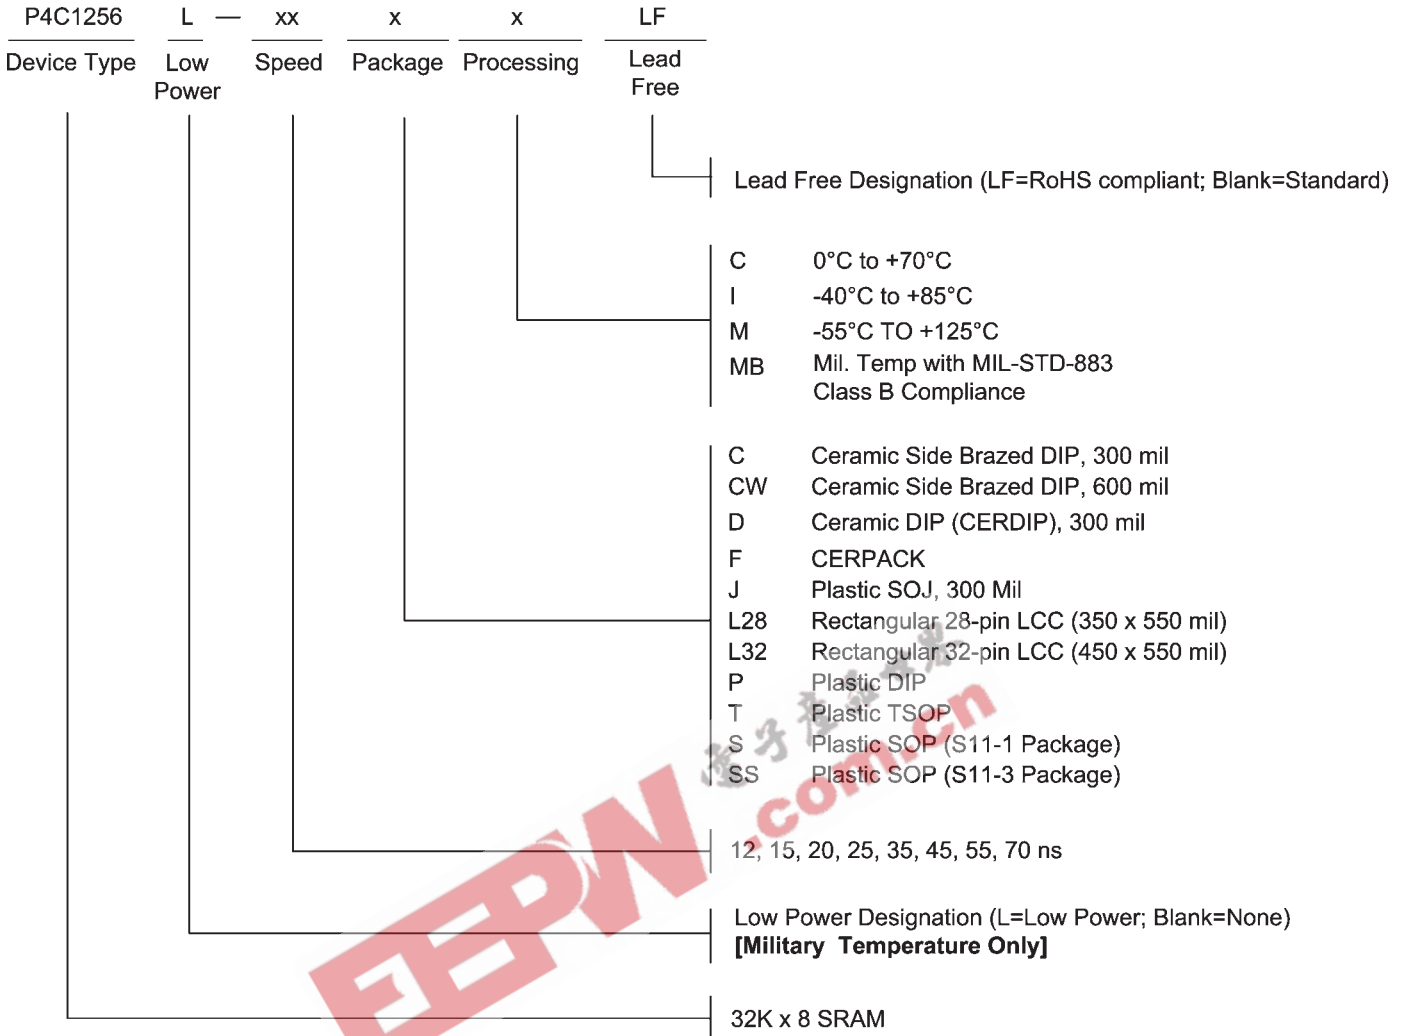 P4C1256 L — xx x x LF
Device Type Low Power Speed Package Processing Lead Free
Lead Free Designation (LF=RoHS compliant; Blank=Standard)
C 0°C to +70°C
I -40°C to +85°C
M -55°C TO +125°C
MB Mil. Temp with MIL-STD-883
Class B Compliance
C Ceramic Side Brazed DIP, 300 mil
CW Ceramic Side Brazed DIP, 600 mil
D Ceramic DIP (CERDIP), 300 mil
F CERPACK
J Plastic SOJ, 300 Mil
L28 Rectangular 28-pin LCC (350 x 550 mil)
L32 Rectangular 32-pin LCC (450 x 550 mil)
P Plastic DIP
T Plastic TSOP
S Plastic SOP (S11-1 Package)
SS Plastic SOP (S11-3 Package)
12, 15, 20, 25, 35, 45, 55, 70 ns
Low Power Designation (L=Low Power; Blank=None)
[Military Temperature Only]
32K x 8 SRAM
EEPW
.com.cn